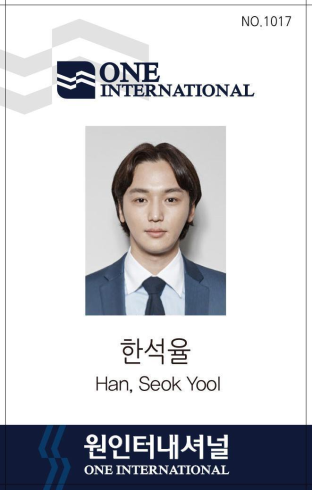 NO.1017
ONE
INTERNATIONAL
한석율
Han, Seok Yool
원인터내셔널
ONE INTERNATIONAL